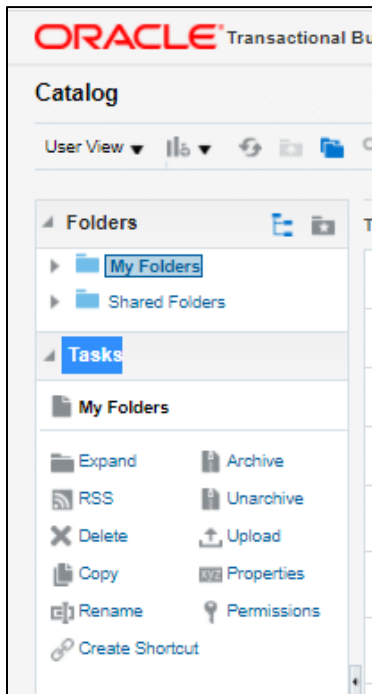 ORACLE Transactional Bu
Catalog
User View
Folders
My Folders
Shared Folders
Tasks
My Folders
Expand Archive
RSS Unarchive
Delete Upload
Copy xyz Properties
Rename Permissions
Create Shortcut